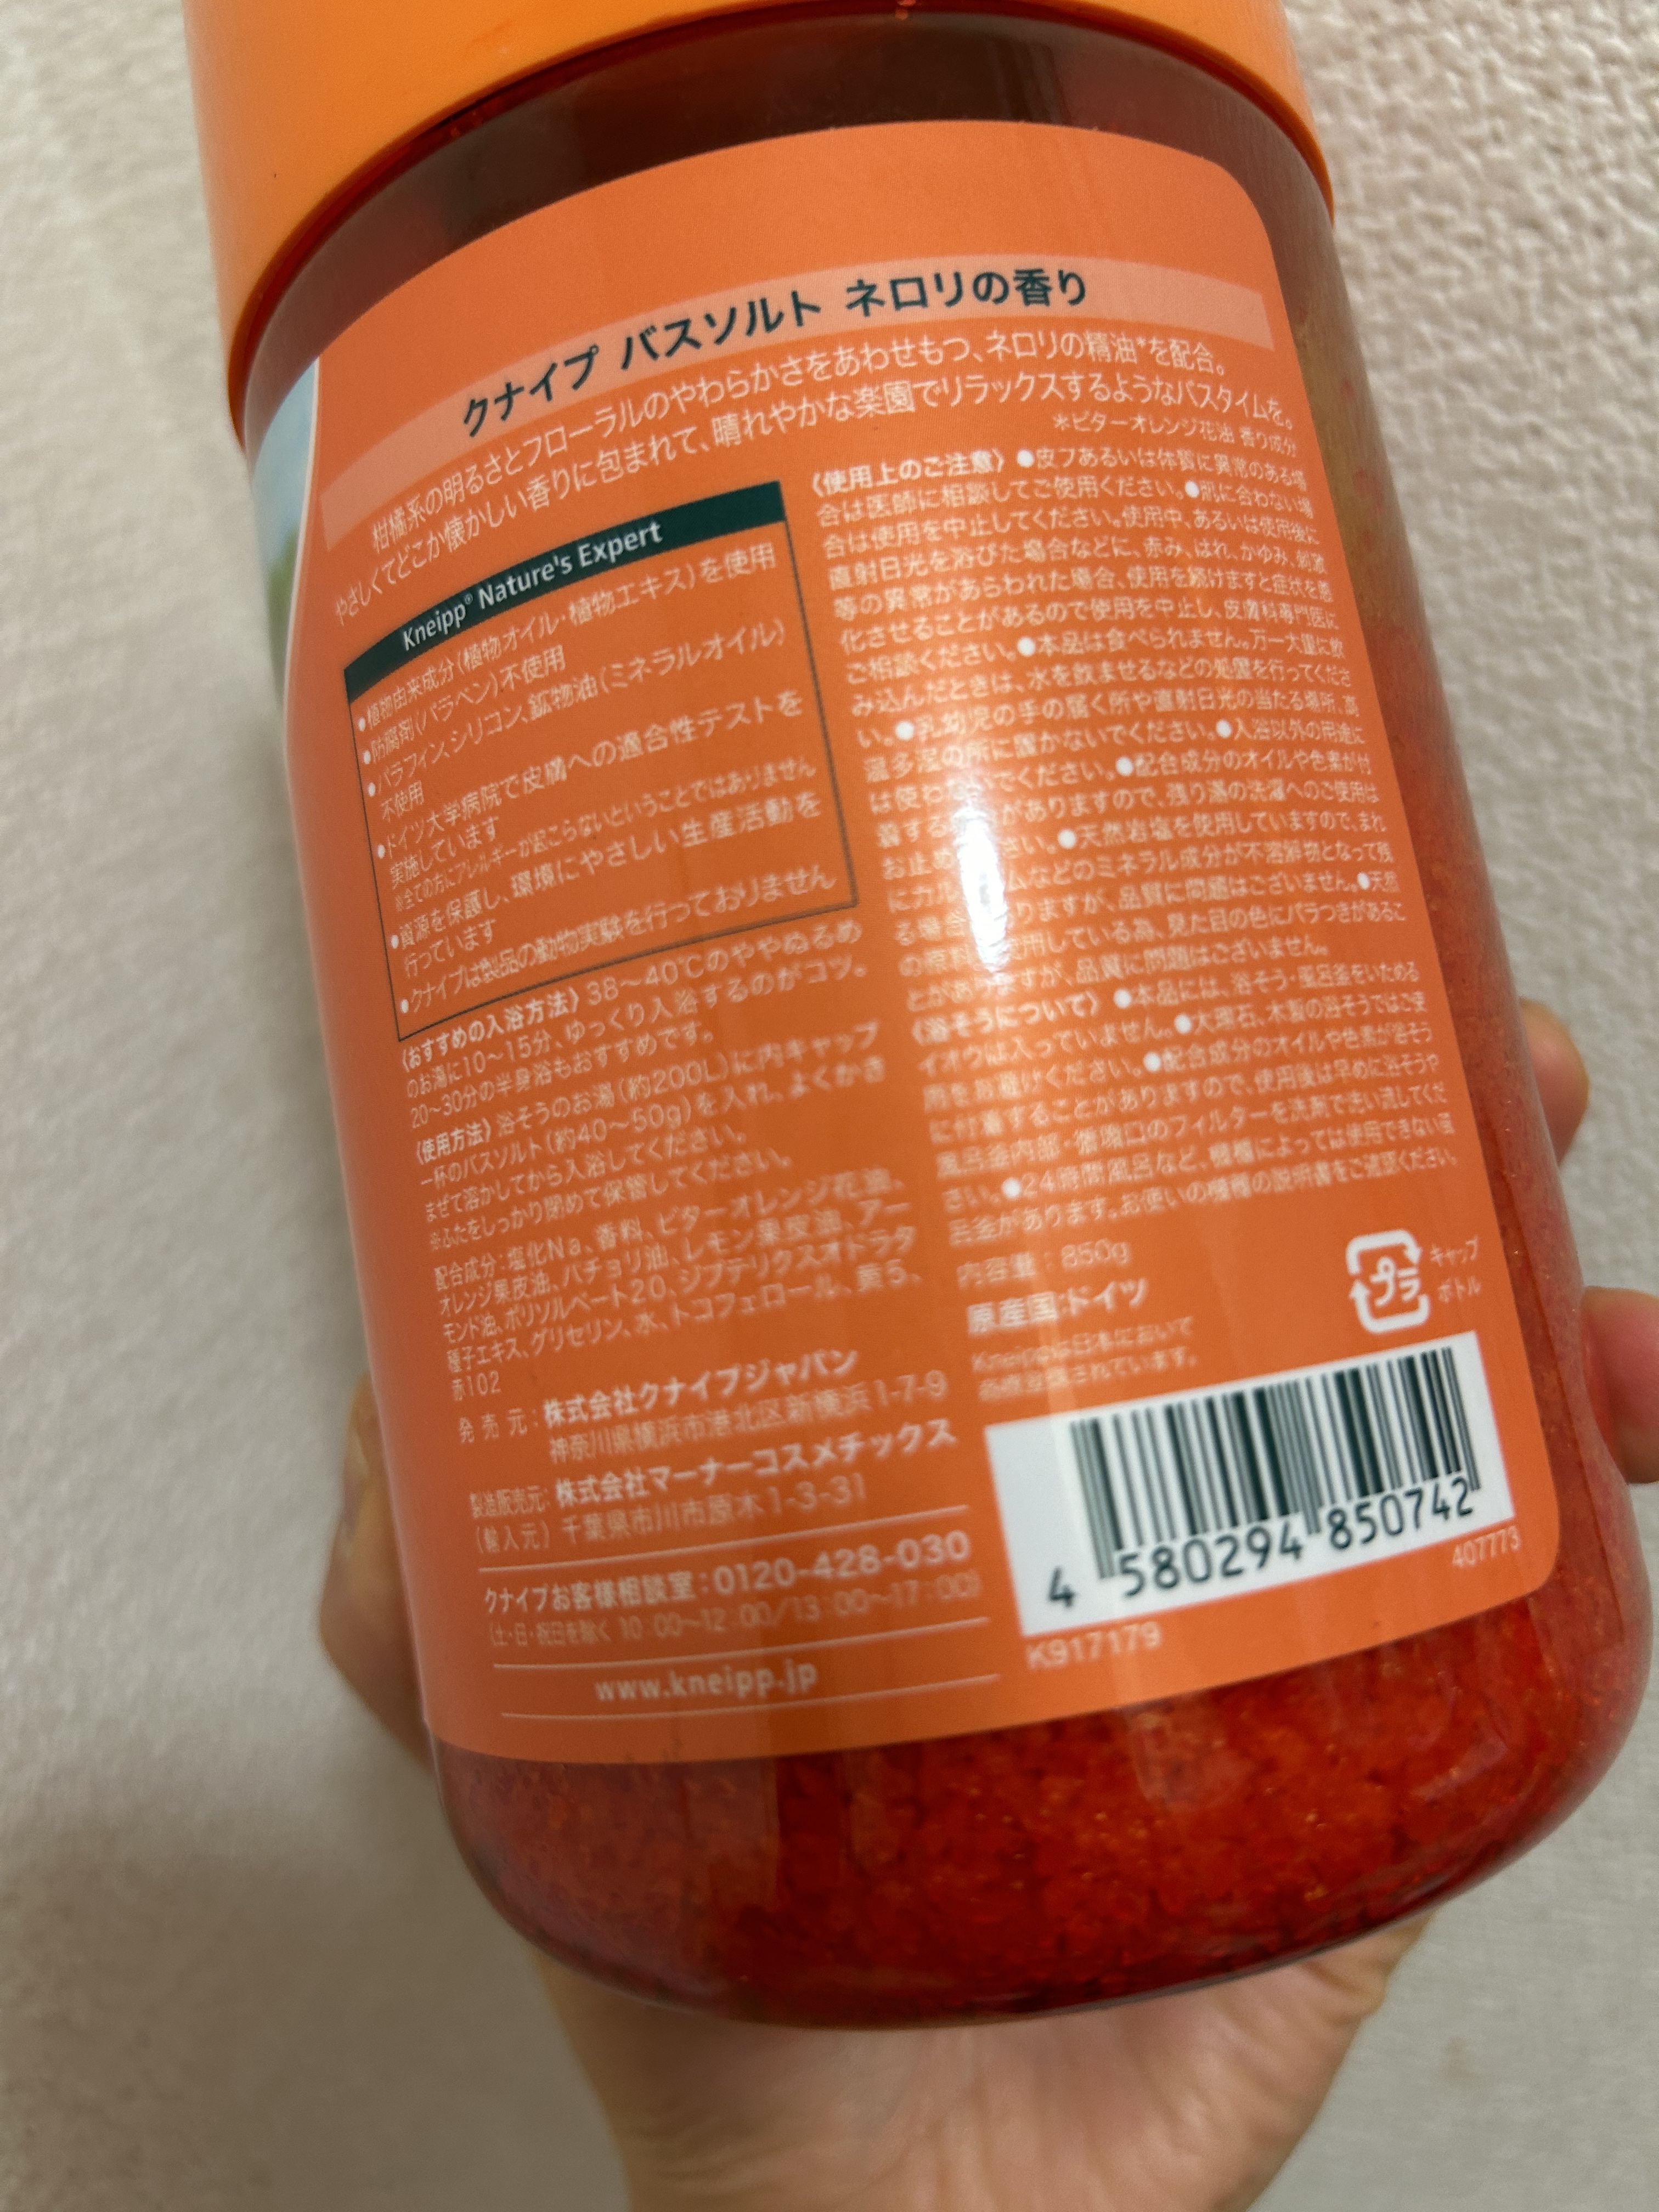 クナイプ バスソルト ネロリの香り
柑橘系の明るさとフローラルのやわらかさをあわせもつ、ネロリの精油*を配合。
やさしくてどこか懐かしい香りに包まれて、晴れやかな楽園でリラックスするようなバスタイムを。
*ビターオレンジ花油 香り成分
Kneipp® Nature's Expert
●植物由来成分(植物オイル・植物エキス)を使用
●防腐剤(パラベン)不使用
●パラフィン、シリコン、鉱物油(ミネラルオイル)
不使用
●ドイツ大学病院で皮膚への適合性テストを
実施しています
※全ての方にアレルギーが起こらないということではありません
●資源を保護し、環境にやさしい生産活動を
行っています
●クナイプは製品の動物実験を行っておりません
〈おすすめの入浴方法〉38〜40℃のややぬるめ
のお湯に10〜15分、ゆっくり入浴するのがコツ。
20〜30分の半身浴もおすすめです。
〈使用方法〉浴そうのお湯(約200L)に内キャップ
一杯のバスソルト(約40〜50g)を入れ、よくかき
まぜて溶かしてから入浴してください。
※ふたをしっかり閉めて保管してください。
配合成分:塩化Na、香料、ビターオレンジ花油、
オレンジ果皮油、パチョリ油、レモン果皮油、アー
モンド油、ポリソルベート20、ジプテリクスオドラタ
種子エキス、グリセリン、水、トコフェロール、黄5、
赤102
発売元:株式会社クナイプジャパン
神奈川県横浜市港北区新横浜1-7-9
製造販売元:株式会社マーナーコスメチックス
(輸入元) 千葉県市川市原木1-3-31
クナイプお客様相談室:0120-428-030
(土・日・祝日を除く 10:00〜12:00/13:00〜17:00)
www.kneipp.jp
〈使用上のご注意〉●皮フあるいは体質に異常のある場
合は医師に相談してご使用ください。●肌に合わない場
合は使用を中止してください。使用中、あるいは使用後に
直射日光を浴びた場合などに、赤み、はれ、かゆみ、刺激
等の異常があらわれた場合、使用を続けますと症状を悪
化させることがあるので使用を中止し、皮膚科専門医に
ご相談ください。●本品は食べられません。万一大量に飲
み込んだときは、水を飲ませるなどの処置を行ってくださ
い。●乳幼児の手の届く所や直射日光の当たる場所、高
温多湿の所に置かないでください。●入浴以外の用途に
は使わ でください。●配合成分のオイルや色素が付
着する がありますので、残り湯の洗濯へのご使用は
お止め さい。●天然岩塩を使用していますので、まれ
にカル ムなどのミネラル成分が不溶解物となって残
る場合 りますが、品質に問題はございません。●天然
の原料 用している為、見た目の色にバラつきがあるこ
とがあ ますが、品質に問題はございません。
〈浴そうについて〉●本品には、浴そう・風呂釜をいためる
イオウは入っていません。●大理石、木製の浴そうではご使
用をお避けください。●配合成分のオイルや色素が浴そう
に付着することがありますので、使用後は早めに浴そうや
風呂釜内部・循環口のフィルターを洗剤で洗い流してくだ
さい。●24時間風呂など、機種によっては使用できない風
呂釜があります。お使いの機種の説明書をご確認ください。
内容量:850g
原産国:ドイツ
Kneippは日本において
商標登録されています。
プラ
キャップ
ボトル
4 580294 850742
407773
K917179